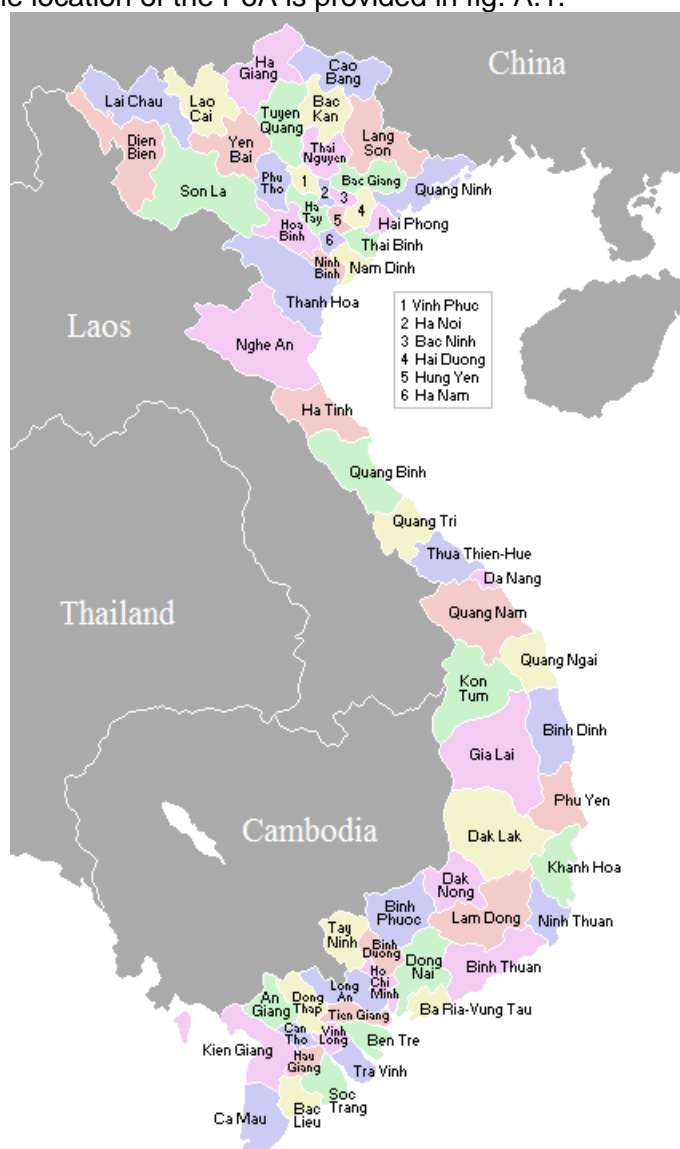 ne location of the PoA is provided in fig. A.1.
China
Ha
Giang
Cao
Bang
Lai Chau
Lao
Cai
Tuyen
Quang
Bac
Kan
Dien
Bien
Yen
Bai
Thai
Nguyen
Lang
Son
Son La
Phu
Tho
1
2
3
Bac Giang
Quang Ninh
Ha
Tay
4
5
Hoa
Binh
6
Hai Phong
Thai Binh
Ninh
Binh
Nam Dinh
Thanh Hoa
1 Vinh Phuc
2 Ha Noi
3 Bac Ninh
4 Hai Duong
5 Hung Yen
6 Ha Nam
Laos
Nghe An
Ha Tinh
Quang Binh
Quang Tri
Thua Thien-Hue
Da Nang
Thailand
Quang Nam
Quang Ngai
Kon
Tum
Binh Dinh
Gia Lai
Phu Yen
Cambodia
Dak Lak
Khanh Hoa
Dak
Nong
Binh
Phuoc
Lam Dong
Ninh Thuan
Tay
Ninh
Binh
Duong
Dong
Nai
Binh Thuan
Ho
Chi
Minh
Long
An
An
Giang
Dong
Thap
Tien Giang
Ba Ria-Vung Tau
Can
Tho
Vinh
Long
Ben Tre
Kien Giang
Hau
Giang
Tra Vinh
Soc
Trang
Ca Mau
Bac
Lieu